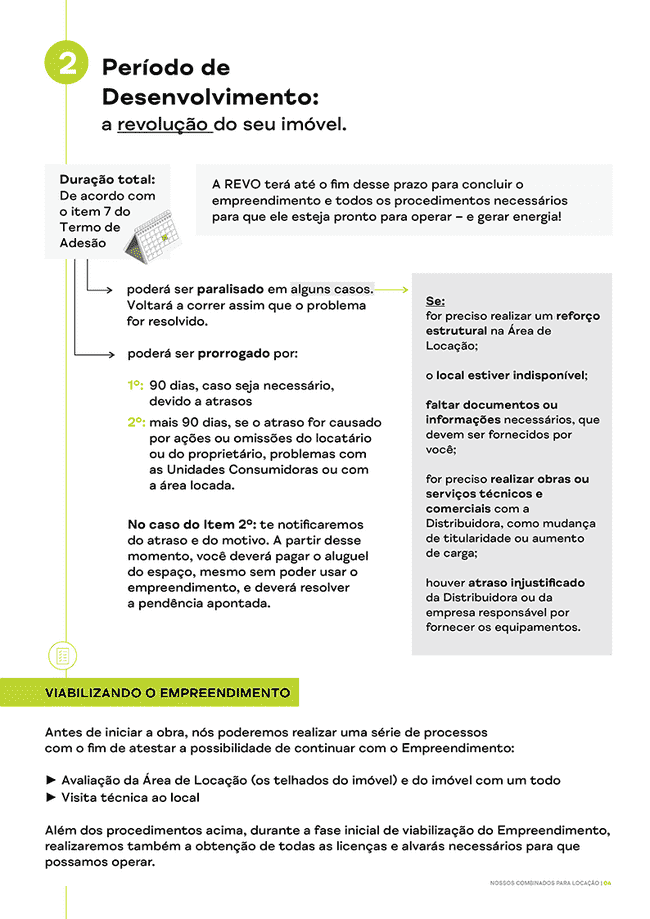 2
Período de
Desenvolvimento:
a revolução do seu imóvel.
Duração total:
De acordo com
o item 7 do
Termo de
Adesão
A REVO terá até o fim desse prazo para concluir o
empreendimento e todos os procedimentos necessários
para que ele esteja pronto para operar – e gerar energia!
poderá ser paralisado em alguns casos.
Voltará a correr assim que o problema
for resolvido.
poderá ser prorrogado por:
1º: 90 dias, caso seja necessário,
devido a atrasos
2º: mais 90 dias, se o atraso for causado
por ações ou omissões do locatário
ou do proprietário, problemas com
as Unidades Consumidoras ou com
a área locada.
No caso do Item 2º: te notificaremos
do atraso e do motivo. A partir desse
momento, você deverá pagar o aluguel
do espaço, mesmo sem poder usar o
empreendimento, e deverá resolver
a pendência apontada.
Se:
for preciso realizar um reforço
estrutural na Área de
Locação;
o local estiver indisponível;
faltar documentos ou
informações necessários, que
devem ser fornecidos por
você;
for preciso realizar obras ou
serviços técnicos e
comerciais com a
Distribuidora, como mudança
de titularidade ou aumento
de carga;
houver atraso injustificado
da Distribuidora ou da
empresa responsável por
fornecer os equipamentos.
VIABILIZANDO O EMPREENDIMENTO
Antes de iniciar a obra, nós poderemos realizar uma série de processos
com o fim de atestar a possibilidade de continuar com o Empreendimento:
► Avaliação da Área de Locação (os telhados do imóvel) e do imóvel com um todo
► Visita técnica ao local
Além dos procedimentos acima, durante a fase inicial de viabilização do Empreendimento,
realizaremos também a obtenção de todas as licenças e alvarás necessários para que
possamos operar.
NOSSOS COMBINADOS PARA LOCAÇÃO | 04